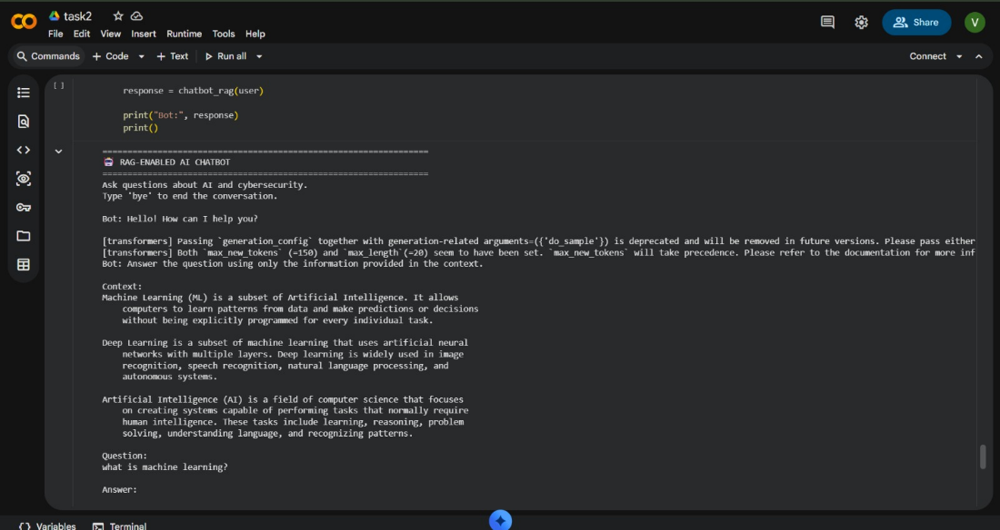 task2
File Edit View Insert Runtime Tools Help
Share
V
Commands + Code + Text Run all Connect
[ ]
response = chatbot_rag(user)
print("Bot:", response)
print()
=================================================================
RAG-ENABLED AI CHATBOT
=================================================================
Ask questions about AI and cybersecurity.
Type 'bye' to end the conversation.
Bot: Hello! How can I help you?
[transformers] Passing `generation_config` together with generation-related arguments=({'do_sample'}) is deprecated and will be removed in future versions. Please pass either
[transformers] Both `max_new_tokens` (=150) and `max_length`(=20) seem to have been set. `max_new_tokens` will take precedence. Please refer to the documentation for more inf
Bot: Answer the question using only the information provided in the context.
Context:
Machine Learning (ML) is a subset of Artificial Intelligence. It allows
computers to learn patterns from data and make predictions or decisions
without being explicitly programmed for every individual task.
Deep Learning is a subset of machine learning that uses artificial neural
networks with multiple layers. Deep learning is widely used in image
recognition, speech recognition, natural language processing, and
autonomous systems.
Artificial Intelligence (AI) is a field of computer science that focuses
on creating systems capable of performing tasks that normally require
human intelligence. These tasks include learning, reasoning, problem
solving, understanding language, and recognizing patterns.
Question:
what is machine learning?
Answer:
Variables Terminal